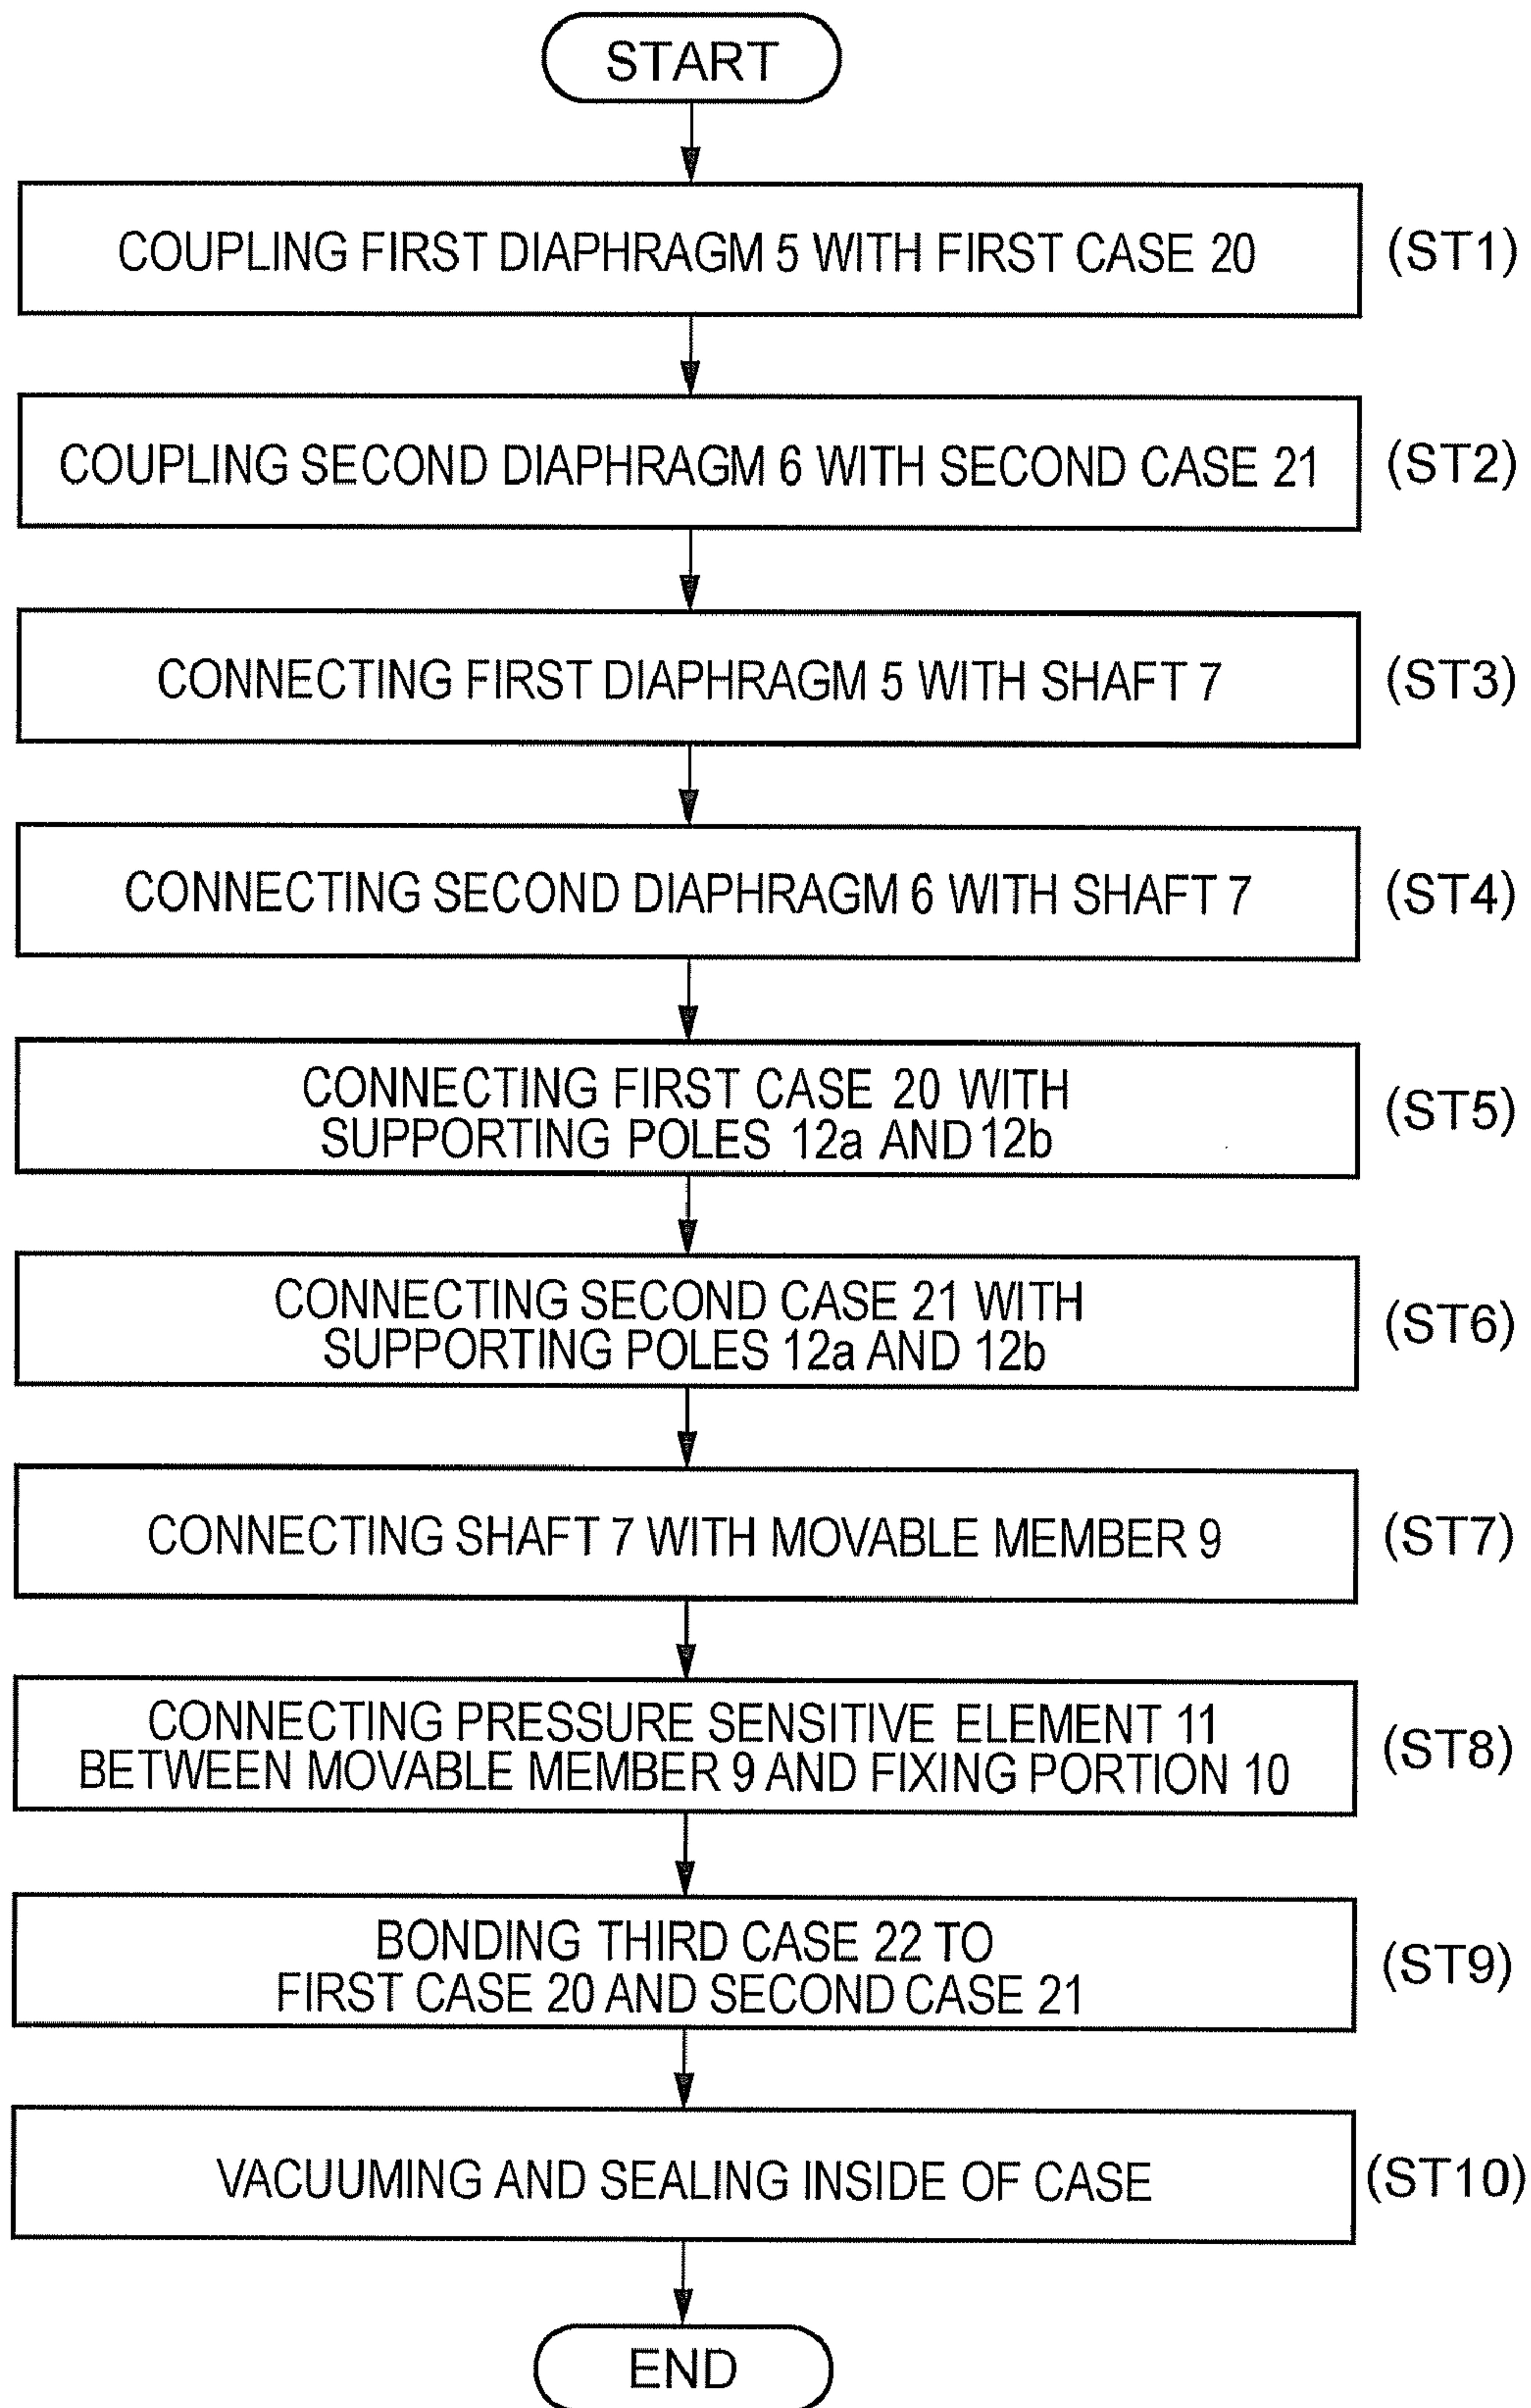 START
COUPLING FIRST DIAPHRAGM 5 WITH FIRST CASE 20
(ST1)
COUPLING SECOND DIAPHRAGM 6 WITH SECOND CASE 21
(ST2)
CONNECTING FIRST DIAPHRAGM 5 WITH SHAFT 7
(ST3)
CONNECTING SECOND DIAPHRAGM 6 WITH SHAFT 7
(ST4)
CONNECTING FIRST CASE 20 WITH
SUPPORTING POLES 12a AND 12b
(ST5)
CONNECTING SECOND CASE 21 WITH
SUPPORTING POLES 12a AND 12b
(ST6)
CONNECTING SHAFT 7 WITH MOVABLE MEMBER 9
(ST7)
CONNECTING PRESSURE SENSITIVE ELEMENT 11
BETWEEN MOVABLE MEMBER 9 AND FIXING PORTION 10
(ST8)
BONDING THIRD CASE 22 TO
FIRST CASE 20 AND SECOND CASE 21
(ST9)
VACUUMING AND SEALING INSIDE OF CASE
(ST10)
END